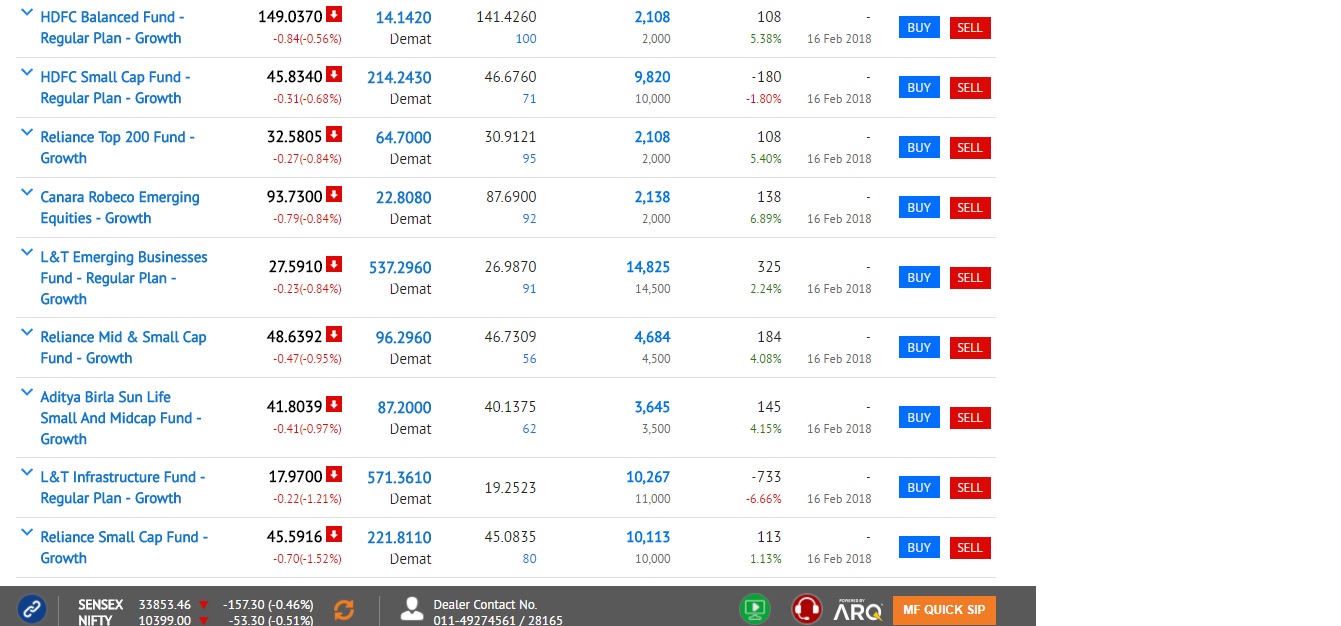 HDFC Balanced Fund - 149.0370 14.1420 141.4260 2,108 108 - BUY SELL
Regular Plan - Growth -0.84(-0.56%) Demat 100 2,000 5.38% 16 Feb 2018
HDFC Small Cap Fund - 45.8340 214.2430 46.6760 9,820 -180 - BUY SELL
Regular Plan - Growth -0.31(-0.68%) Demat 71 10,000 -1.80% 16 Feb 2018
Reliance Top 200 Fund - 32.5805 64.7000 30.9121 2,108 108 - BUY SELL
Growth -0.27(-0.84%) Demat 95 2,000 5.40% 16 Feb 2018
Canara Robeco Emerging 93.7300 22.8080 87.6900 2,138 138 - BUY SELL
Equities - Growth -0.79(-0.84%) Demat 92 2,000 6.89% 16 Feb 2018
L&T Emerging Businesses 27.5910 537.2960 26.9870 14,825 325 - BUY SELL
Fund - Regular Plan - -0.23(-0.84%) Demat 91 14,500 2.24% 16 Feb 2018
Growth
Reliance Mid & Small Cap 48.6392 96.2960 46.7309 4,684 184 - BUY SELL
Fund - Growth -0.47(-0.95%) Demat 56 4,500 4.08% 16 Feb 2018
Aditya Birla Sun Life 41.8039 87.2000 40.1375 3,645 145 - BUY SELL
Small And Midcap Fund - -0.41(-0.97%) Demat 62 3,500 4.15% 16 Feb 2018
Growth
L&T Infrastructure Fund - 17.9700 571.3610 19.2523 10,267 -733 - BUY SELL
Regular Plan - Growth -0.22(-1.21%) Demat 11,000 -6.66% 16 Feb 2018
Reliance Small Cap Fund - 45.5916 221.8110 45.0835 10,113 113 - BUY SELL
Growth -0.70(-1.52%) Demat 80 10,000 1.13% 16 Feb 2018
SENSEX 33853.46 -157.30 (-0.46%) Dealer Contact No. POWERED BY ARQ MF QUICK SIP
NIFTY 10399.00 -53.30 (-0.51%) 011-49274561 / 28165